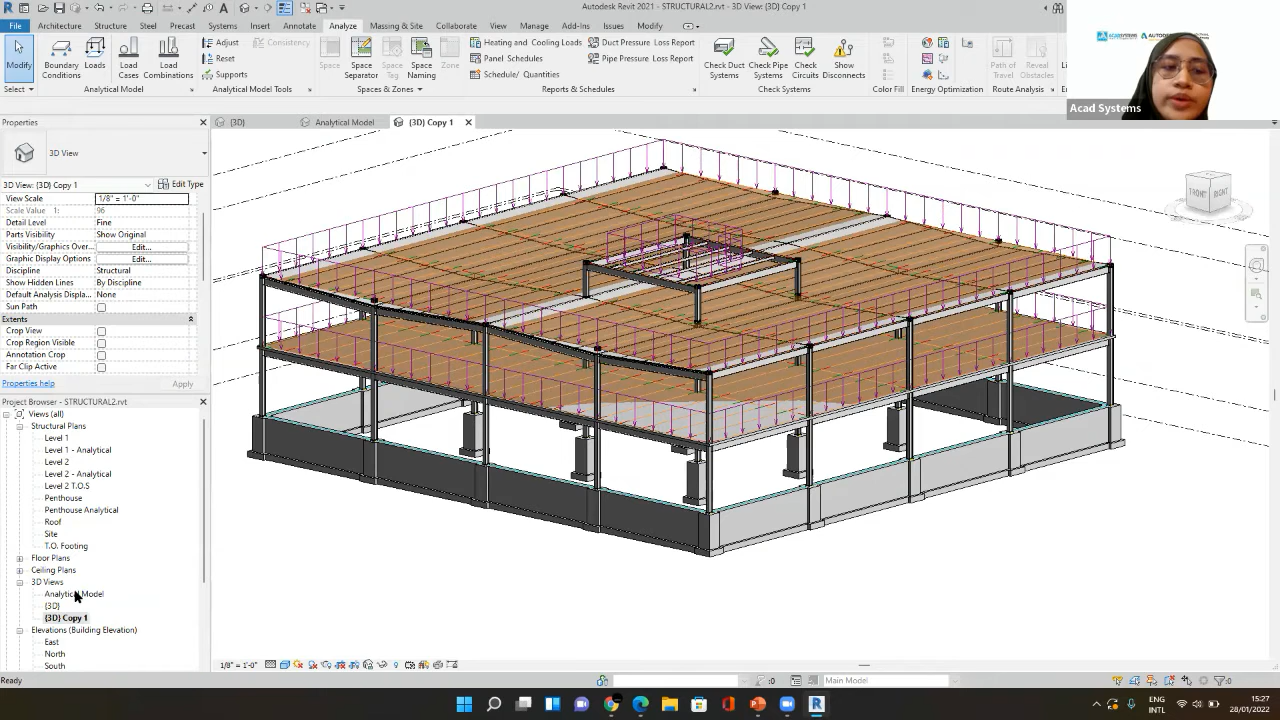 Autodesk Revit 2021 - STRUCTURAL2.rvt - 3D View: {3D} Copy 1
File Architecture Structure Steel Precast Systems Insert Annotate Analyze Massing & Site Collaborate View Manage Add-Ins Issues Modify
Modify
Select
Boundary Conditions
Loads
Load Cases
Load Combinations
Analytical Model
Adjust
Reset
Supports
Consistency
Analytical Model Tools
Space
Space Separator
Space Tag
Space Naming
Zone
Spaces & Zones
Heating and Cooling Loads
Panel Schedules
Schedule/ Quantities
Duct Pressure Loss Report
Pipe Pressure Loss Report
Reports & Schedules
Check Duct Systems
Check Pipe Systems
Check Circuits
Show Disconnects
Check Systems
Color Fill
Energy Optimization
Path of Travel
Reveal Obstacles
Route Analysis
Acad Systems
Properties
{3D}
Analytical Model
{3D} Copy 1
3D View
3D View: {3D} Copy 1
Edit Type
View Scale 1/8" = 1'-0"
Scale Value 1: 96
Detail Level Fine
Parts Visibility Show Original
Visibility/Graphics Over... Edit...
Graphic Display Options Edit...
Discipline Structural
Show Hidden Lines By Discipline
Default Analysis Displa... None
Sun Path
Extents
Crop View
Crop Region Visible
Annotation Crop
Far Clip Active
Properties help Apply
Project Browser - STRUCTURAL2.rvt
Views (all)
Structural Plans
Level 1
Level 1 - Analytical
Level 2
Level 2 - Analytical
Level 2 T.O.S
Penthouse
Penthouse Analytical
Roof
Site
T.O. Footing
Floor Plans
Ceiling Plans
3D Views
Analytical Model
{3D}
{3D} Copy 1
Elevations (Building Elevation)
East
North
South
FRONT RIGHT
1/8" = 1'-0"
Ready
:0
Main Model
:0
ENG
INTL
15:27
28/01/2022